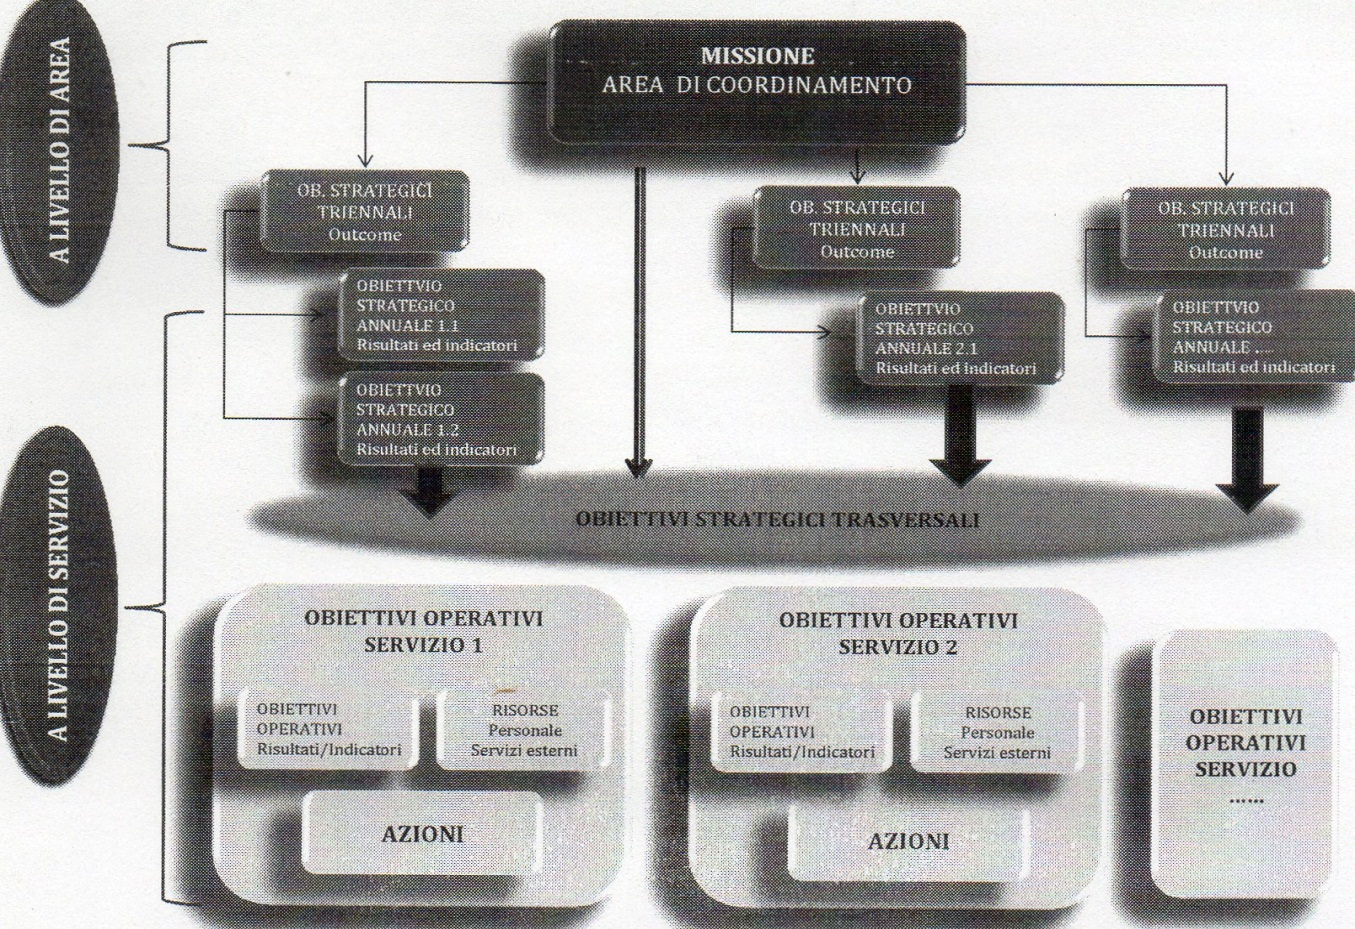 A LIVELLO DI AREA
MISSIONE
AREA DI COORDINAMENTO
OB. STRATEGICI
TRIENNALI
Outcome
OB. STRATEGICI
TRIENNALI
Outcome
OB. STRATEGICI
TRIENNALI
Outcome
OBIETTVIO
STRATEGICO
ANNUALE 1.1
Risultati ed indicatori
OBIETTVIO
STRATEGICO
ANNUALE 1.2
Risultati ed indicatori
OBIETTVIO
STRATEGICO
ANNUALE 2.1
Risultati ed indicatori
OBIETTVIO
STRATEGICO
ANNUALE ....
Risultati ed indicatori
A LIVELLO DI SERVIZIO
OBIETTIVI STRATEGICI TRASVERSALI
OBIETTIVI OPERATIVI
SERVIZIO 1
OBIETTIVI
OPERATIVI
Risultati/Indicatori
RISORSE
Personale
Servizi esterni
AZIONI
OBIETTIVI OPERATIVI
SERVIZIO 2
OBIETTIVI
OPERATIVI
Risultati/Indicatori
RISORSE
Personale
Servizi esterni
AZIONI
OBIETTIVI
OPERATIVI
SERVIZIO
......